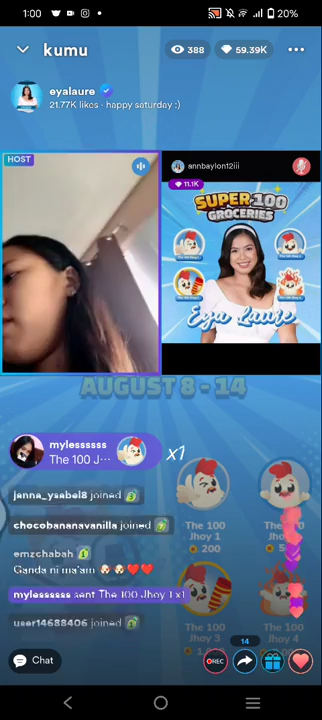 1:00
20%
kumu
388
59.39K
eyalaure
21.77K likes · happy saturday :)
HOST
annbaylon12iii
11.1K
SUPER 100
GROCERIES
Eya Laure
AUGUST 8 - 14
mylessssss
The 100 J···
x1
janna_ysabel8 joined
chocobananavanilla joined
emzchabah
Ganda ni ma'am 🐶🐶❤️❤️
mylessssss sent The 100 Jhoy 1 x1
user14688406 joined
The 100
Jhoy 1
200
The 100
Jhoy 3
The 100
Jhoy 4
14
Chat
REC